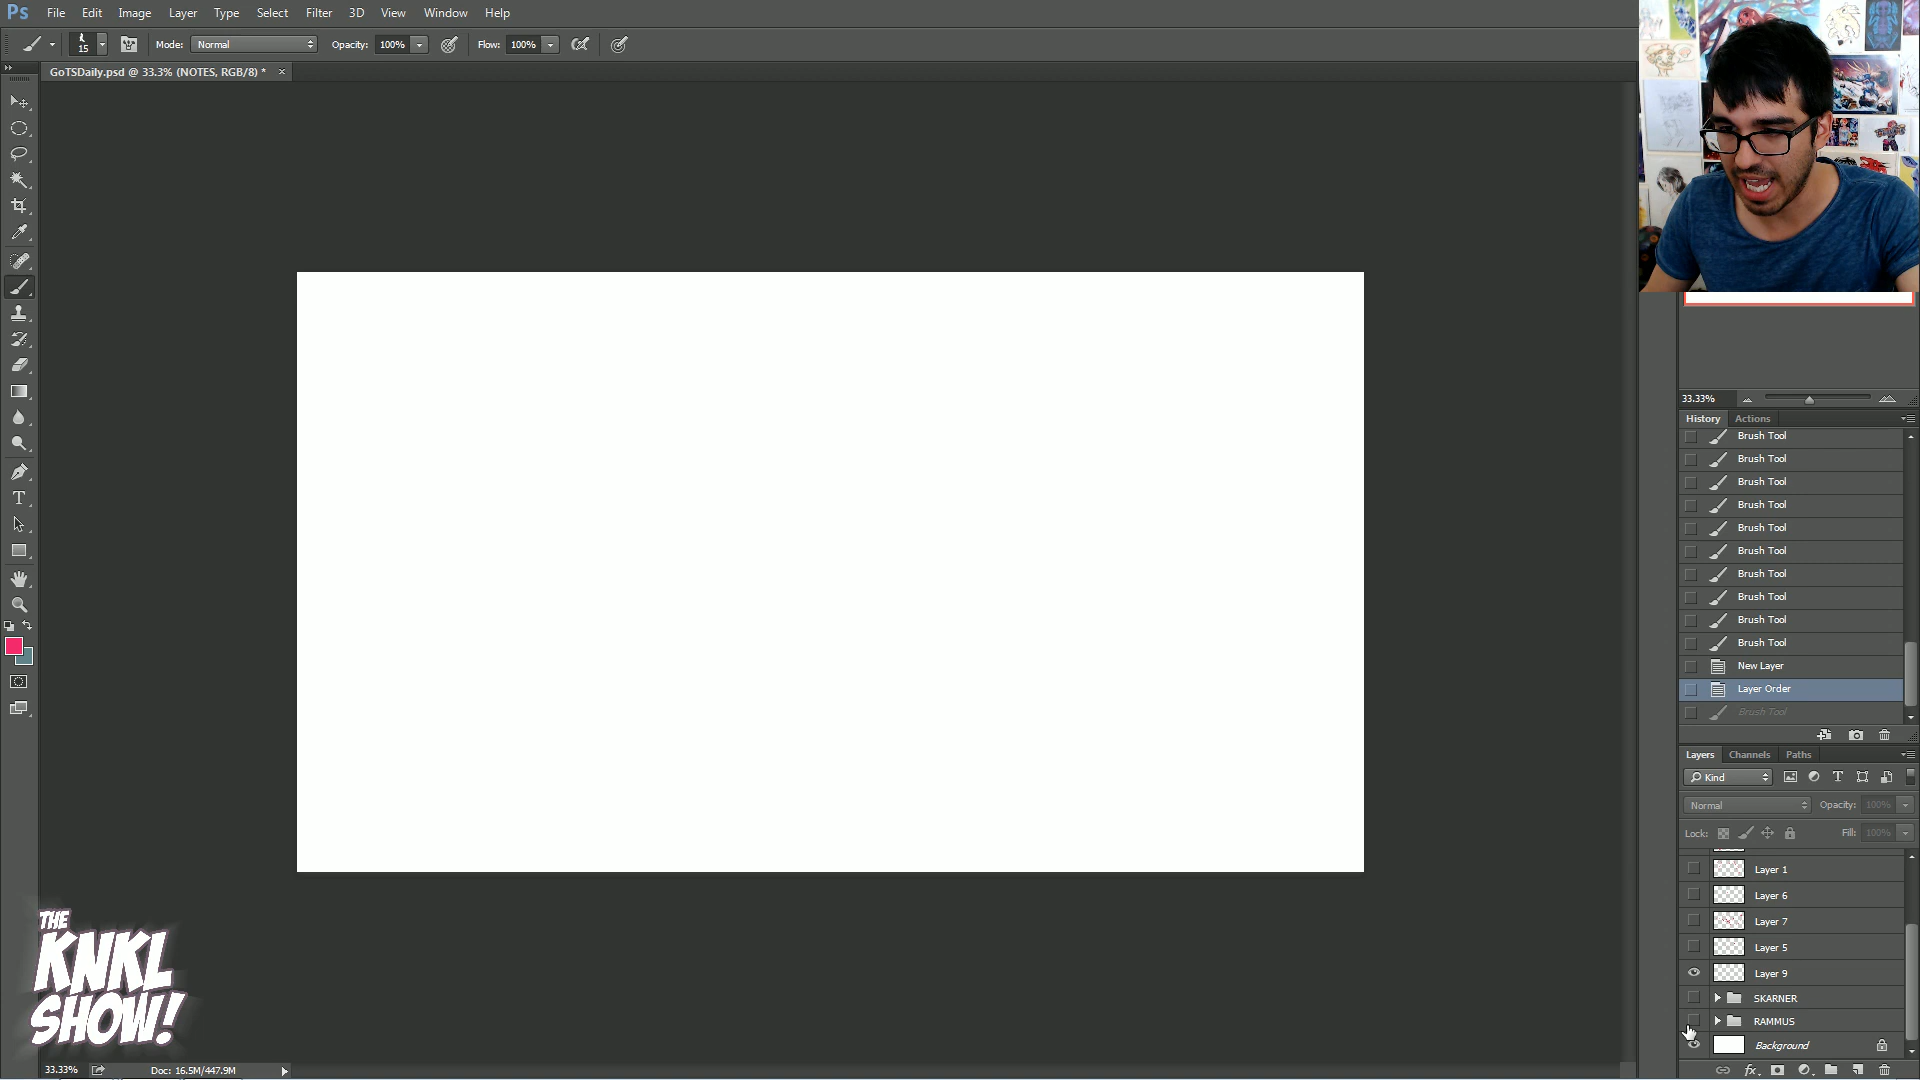 Ps File Edit Image Layer Type Select Filter 3D View Window Help
15 Mode: Normal Opacity: 100% Flow: 100%
GoTSDaily.psd @ 33.3% (NOTES, RGB/8) * ×
33.33%
History Actions
Brush Tool
Brush Tool
Brush Tool
Brush Tool
Brush Tool
Brush Tool
Brush Tool
Brush Tool
Brush Tool
Brush Tool
New Layer
Layer Order
Brush Tool
Layers Channels Paths
Kind
Normal Opacity: 100%
Lock: Fill: 100%
Layer 1
Layer 6
Layer 7
Layer 5
Layer 9
SKARNER
RAMMUS
Background
fx
THE
KNKL
SHOW!
33.33% Doc: 16.5M/447.9M